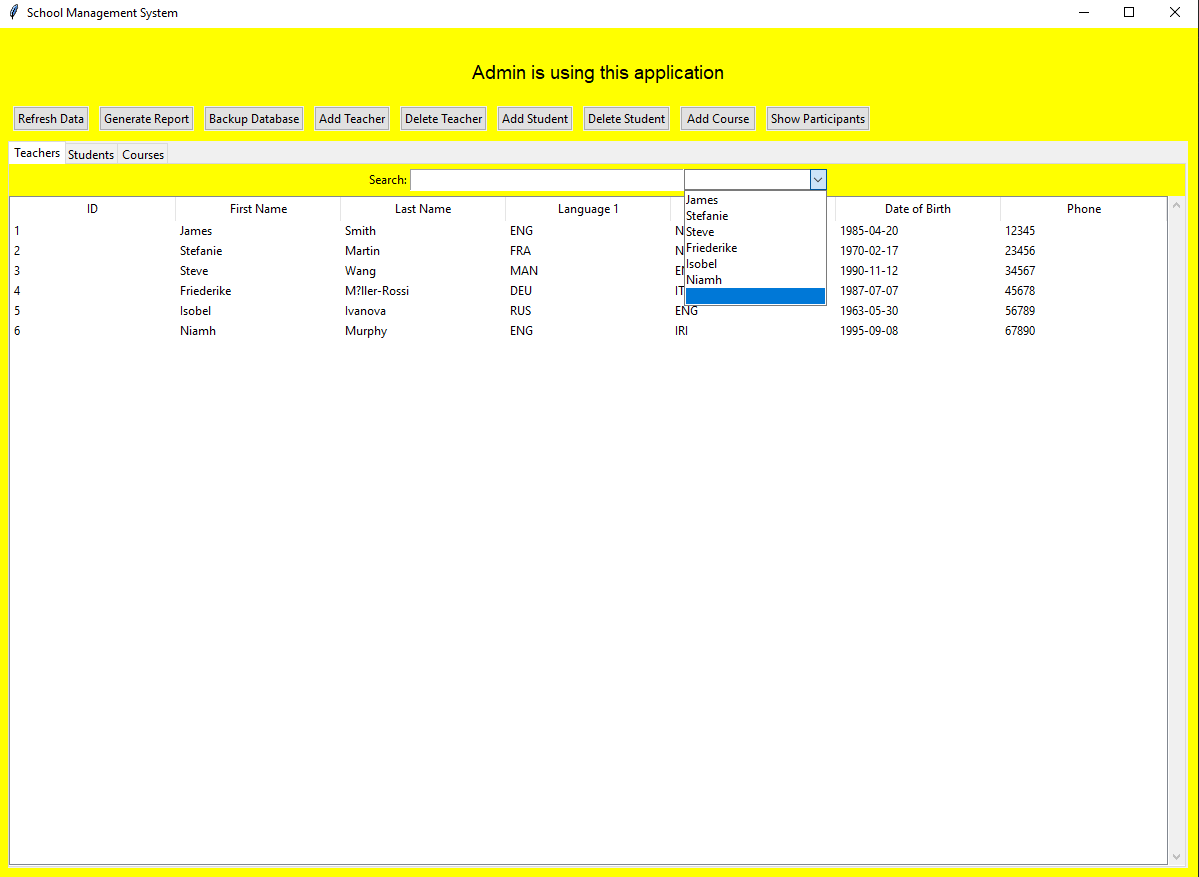 School Management System
Admin is using this application
Refresh Data Generate Report Backup Database Add Teacher Delete Teacher Add Student Delete Student Add Course Show Participants
Teachers Students Courses
Search:
James
Stefanie
Steve
Friederike
Isobel
Niamh
ID First Name Last Name Language 1 Date of Birth Phone
1 James Smith ENG 1985-04-20 12345
2 Stefanie Martin FRA 1970-02-17 23456
3 Steve Wang MAN 1990-11-12 34567
4 Friederike M?ller-Rossi DEU IT 1987-07-07 45678
5 Isobel Ivanova RUS ENG 1963-05-30 56789
6 Niamh Murphy ENG IRI 1995-09-08 67890